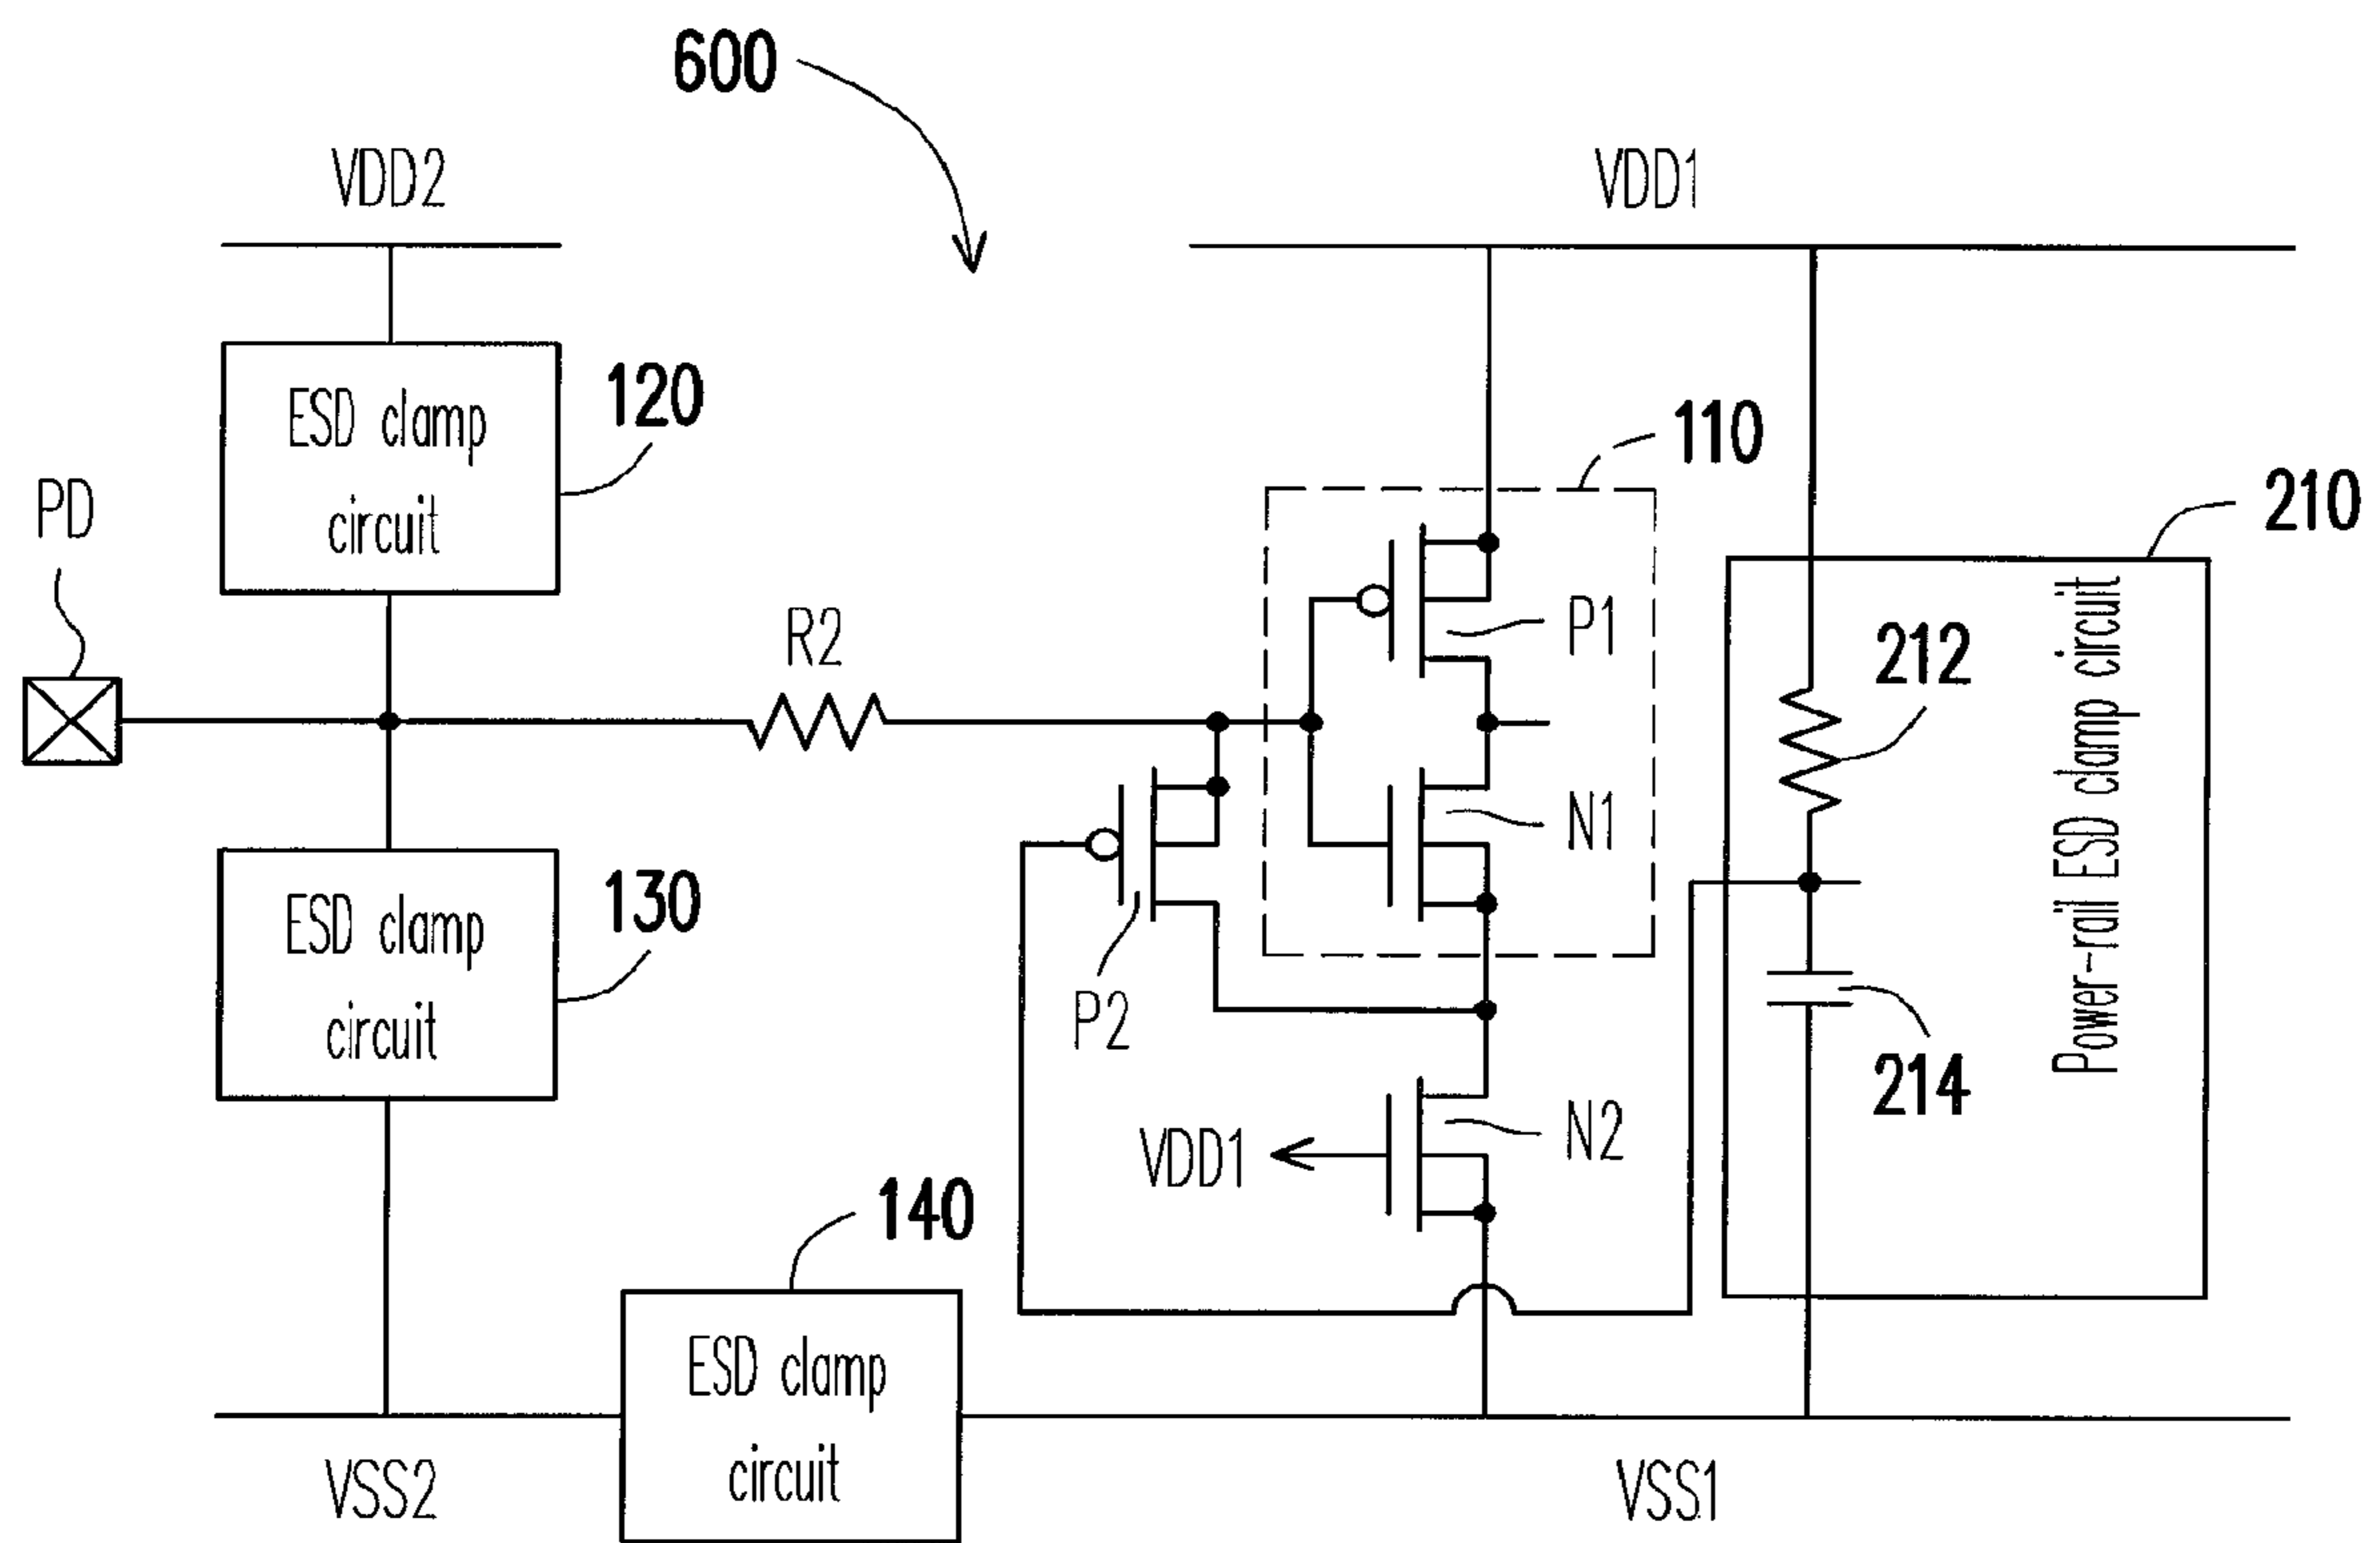 600
VDD2
VDD1
ESD clamp
circuit
120
110
PD
210
R2
P1
212
Power-rail ESD clamp circuit
N1
ESD clamp
circuit
130
P2
214
N2
VDD1
140
ESD clamp
circuit
VSS2
VSS1